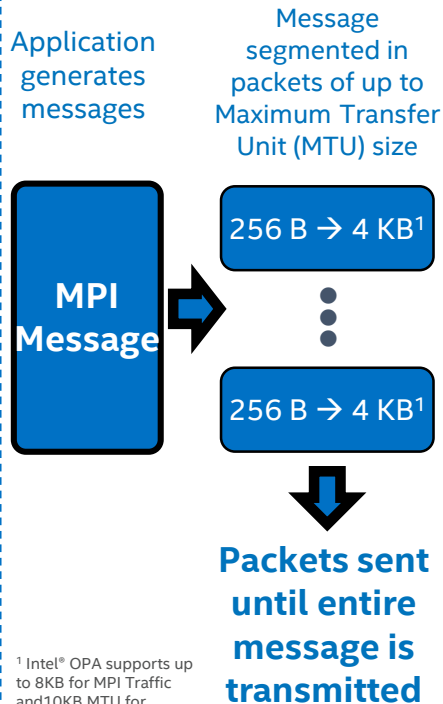 Application
generates
messages
Message
segmented in
packets of up to
Maximum Transfer
Unit (MTU) size
MPI
Message
256 B → 4 KB¹
256 B → 4 KB¹
Packets sent
until entire
message is
transmitted
¹ Intel® OPA supports up
to 8KB for MPI Traffic
and10KB MTU for